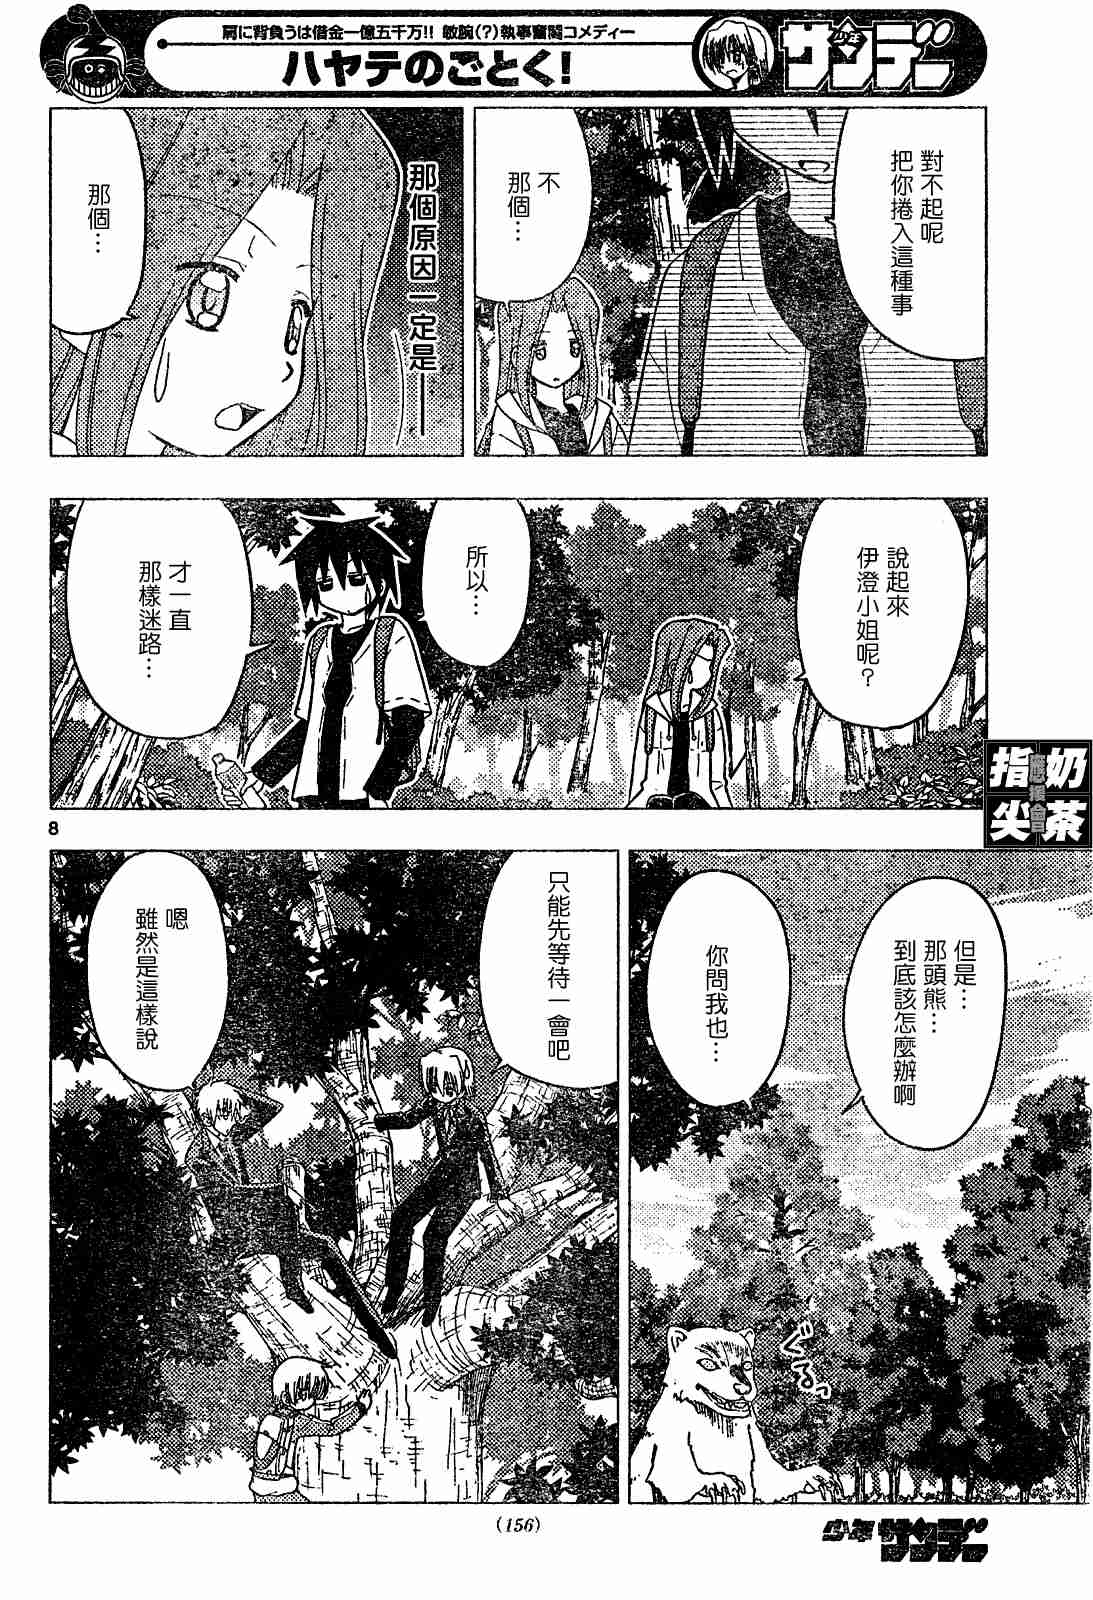 肩に背負うは借金一億五千万!! 敏腕(?)執事奮闘コメディー
ハヤテのごとく!
少年サンデー
對不起呢
把你捲入這種事
不
那個…
那個原因一定是——
那個…
說起來
伊澄小姐呢?
所以…
才一直
那樣迷路…
8
指尖
奶茶
但是…
那頭熊…
到底該怎麼辦啊
你問我也…
ぐるっ
只能先等待一會吧
嗯
雖然是這樣說
(156)
少年サンデー